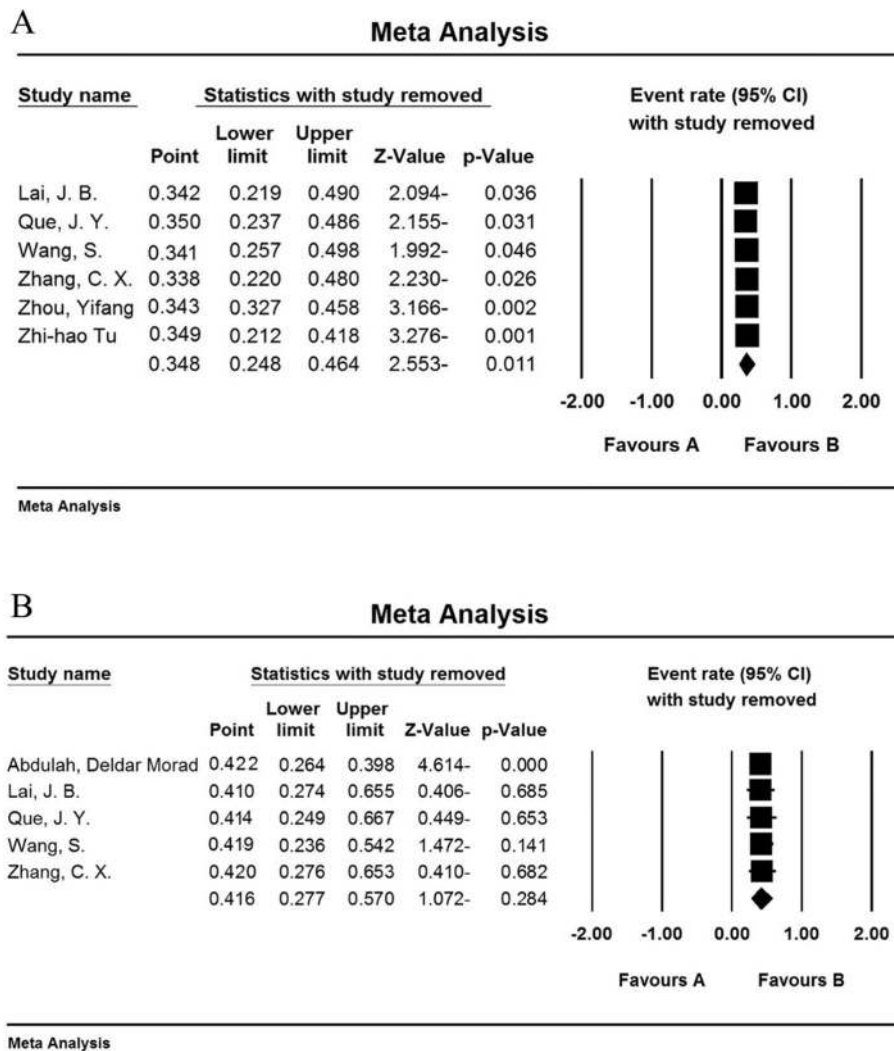 A
Meta Analysis
Study name Statistics with study removed Event rate (95% CI)
with study removed
Lower Upper
Point limit limit Z-Value p-Value
Lai, J. B. 0.342 0.219 0.490 2.094- 0.036
Que, J. Y. 0.350 0.237 0.486 2.155- 0.031
Wang, S. 0.341 0.257 0.498 1.992- 0.046
Zhang, C. X. 0.338 0.220 0.480 2.230- 0.026
Zhou, Yifang 0.343 0.327 0.458 3.166- 0.002
Zhi-hao Tu 0.349 0.212 0.418 3.276- 0.001
0.348 0.248 0.464 2.553- 0.011
-2.00 -1.00 0.00 1.00 2.00
Favours A Favours B
Meta Analysis
B
Meta Analysis
Study name Statistics with study removed Event rate (95% CI)
with study removed
Lower Upper
Point limit limit Z-Value p-Value
Abdulah, Deldar Morad 0.422 0.264 0.398 4.614- 0.000
Lai, J. B. 0.410 0.274 0.655 0.406- 0.685
Que, J. Y. 0.414 0.249 0.667 0.449- 0.653
Wang, S. 0.419 0.236 0.542 1.472- 0.141
Zhang, C. X. 0.420 0.276 0.653 0.410- 0.682
0.416 0.277 0.570 1.072- 0.284
-2.00 -1.00 0.00 1.00 2.00
Favours A Favours B
Meta Analysis